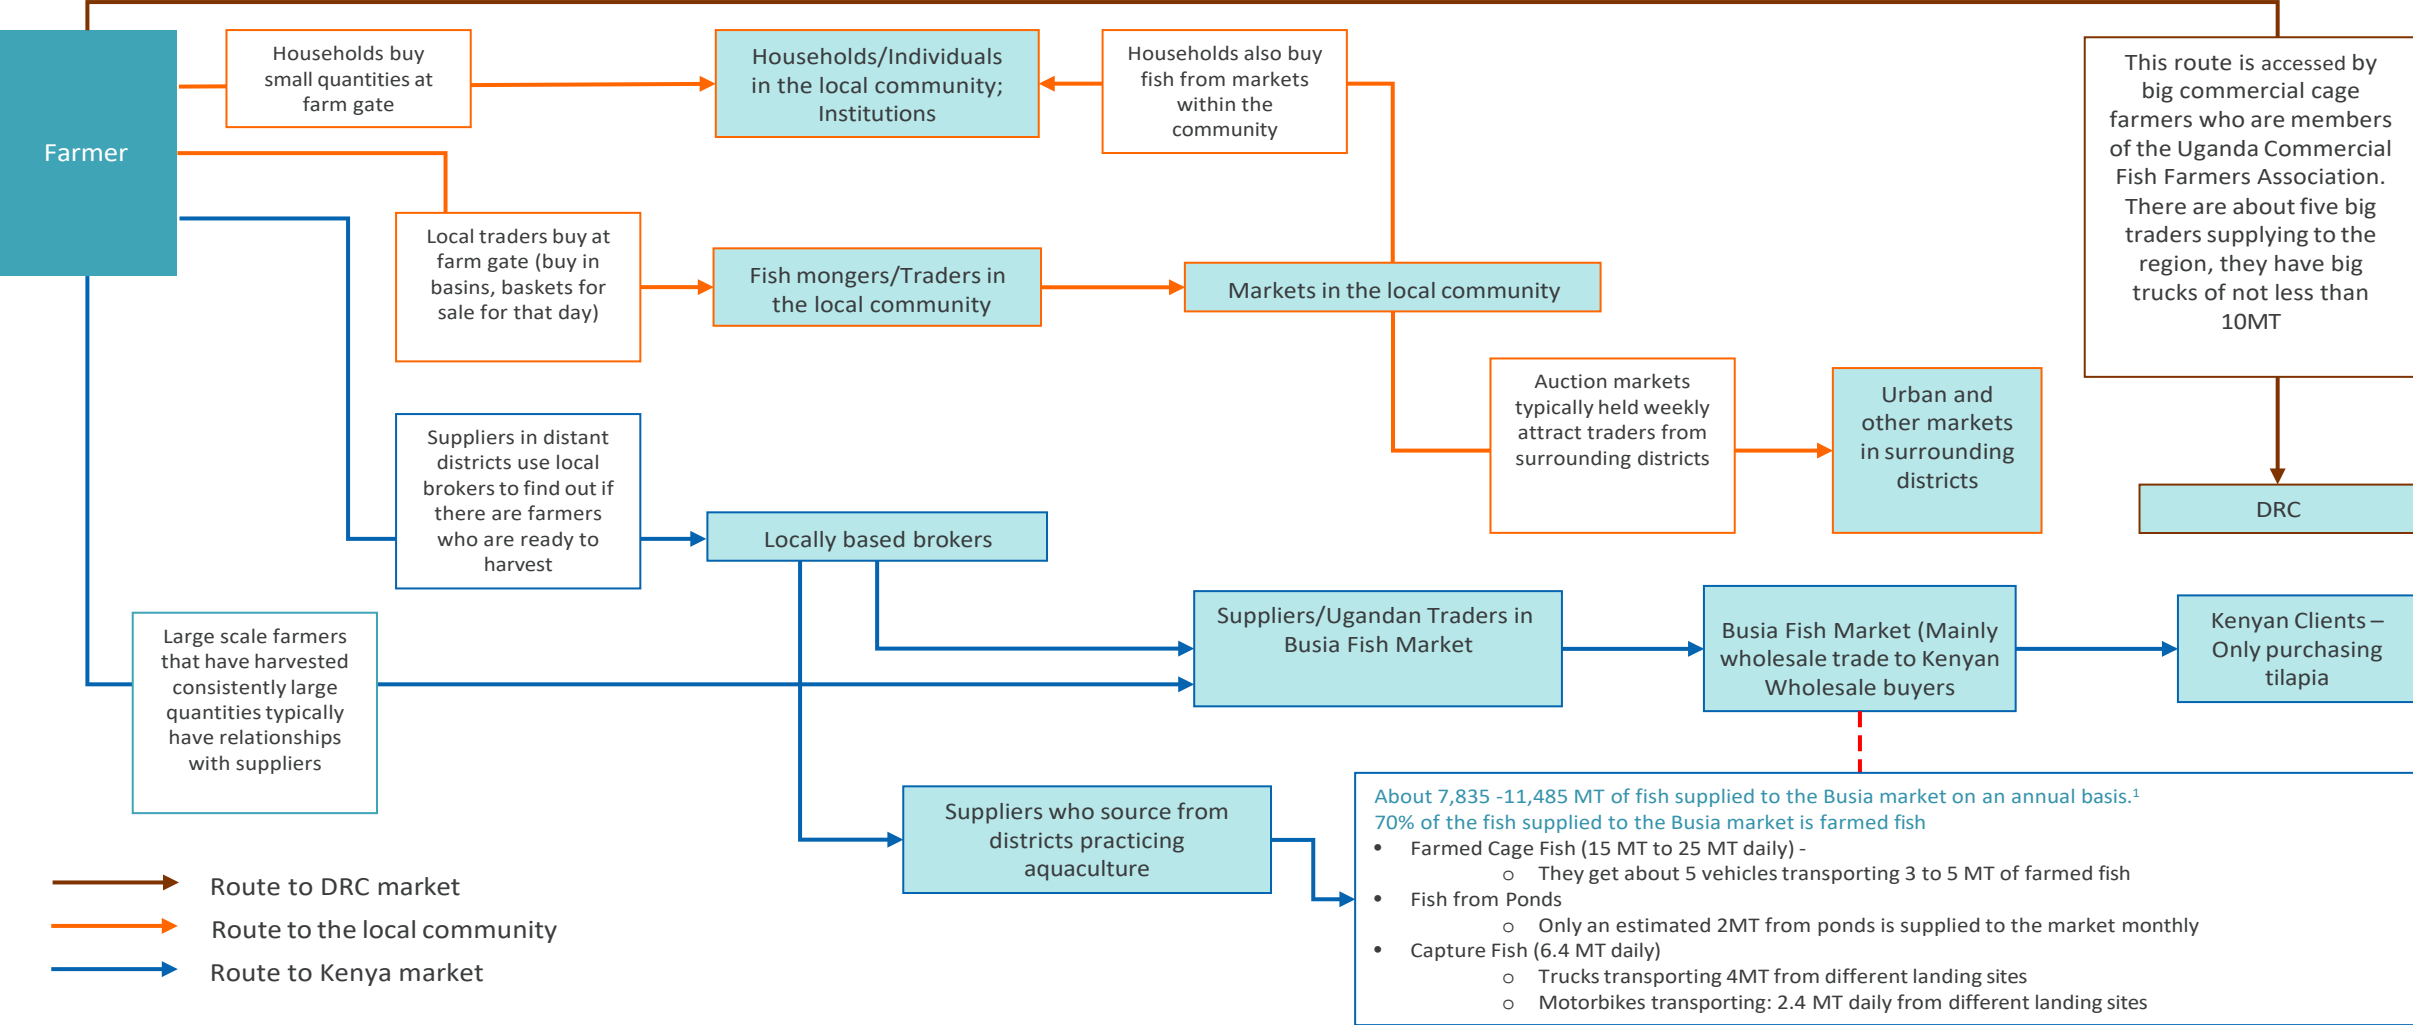 Farmer
Households buy
small quantities at
farm gate
Households/Individuals
in the local community;
Institutions
Households also buy
fish from markets
within the
community
This route is accessed by
big commercial cage
farmers who are members
of the Uganda Commercial
Fish Farmers Association.
There are about five big
traders supplying to the
region, they have big
trucks of not less than
10MT
Local traders buy at
farm gate (buy in
basins, baskets for
sale for that day)
Fish mongers/Traders in
the local community
Markets in the local community
Auction markets
typically held weekly
attract traders from
surrounding districts
Urban and
other markets
in surrounding
districts
DRC
Suppliers in distant
districts use local
brokers to find out if
there are farmers
who are ready to
harvest
Locally based brokers
Large scale farmers
that have harvested
consistently large
quantities typically
have relationships
with suppliers
Suppliers/Ugandan Traders in
Busia Fish Market
Busia Fish Market (Mainly
wholesale trade to Kenyan
Wholesale buyers
Kenyan Clients –
Only purchasing
tilapia
Suppliers who source from
districts practicing
aquaculture
About 7,835 -11,485 MT of fish supplied to the Busia market on an annual basis.¹
70% of the fish supplied to the Busia market is farmed fish
• Farmed Cage Fish (15 MT to 25 MT daily) -
o They get about 5 vehicles transporting 3 to 5 MT of farmed fish
• Fish from Ponds
o Only an estimated 2MT from ponds is supplied to the market monthly
• Capture Fish (6.4 MT daily)
o Trucks transporting 4MT from different landing sites
o Motorbikes transporting: 2.4 MT daily from different landing sites
Route to DRC market
Route to the local community
Route to Kenya market